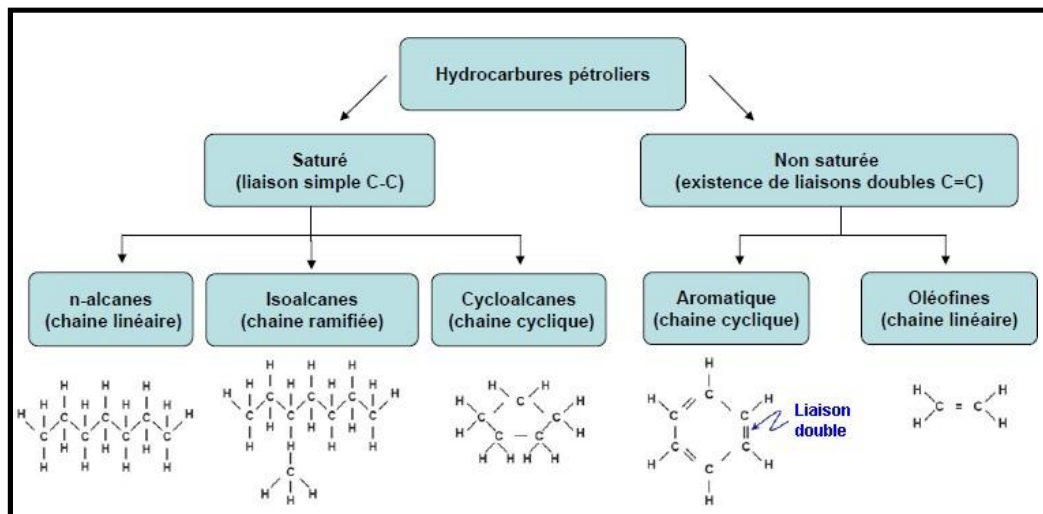 Hydrocarbures pétroliers
Saturé
(liaison simple C-C)
Non saturée
(existence de liaisons doubles C=C)
n-alcanes
(chaine linéaire)
Isoalcanes
(chaine ramifiée)
Cycloalcanes
(chaine cyclique)
Aromatique
(chaine cyclique)
Oléofines
(chaine linéaire)
H H H
H C C C H
C H C H C H C
H H H H
H H H
H C C C H
C H C H C H C
H H H H
C
H H H
H H
C
H C C H
H C C H
H H H H
H
C
H C C H
H C C H
C
H
Liaison
double
H H
C = C
H H